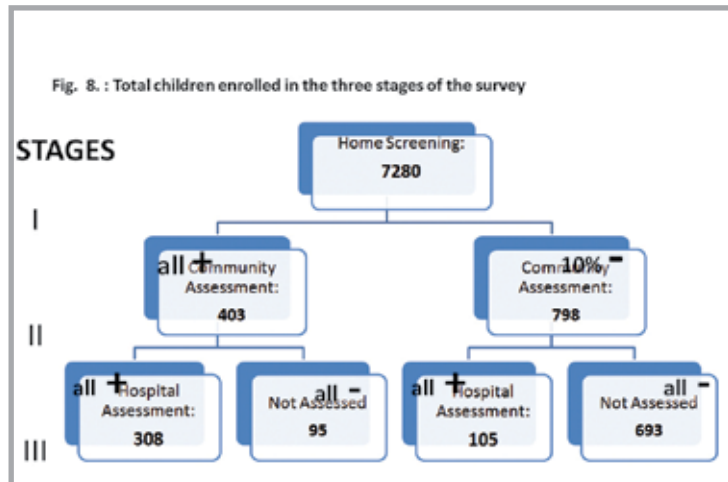 Fig. 8. : Total children enrolled in the three stages of the survey
STAGES
Home Screening:
7280
I
all +
Community
Assessment:
403
10% -
Community
Assessment:
798
II
all +
Hospital
Assessment:
308
all -
Not Assessed
95
all +
Hospital
Assessment:
105
all -
Not Assessed
693
III